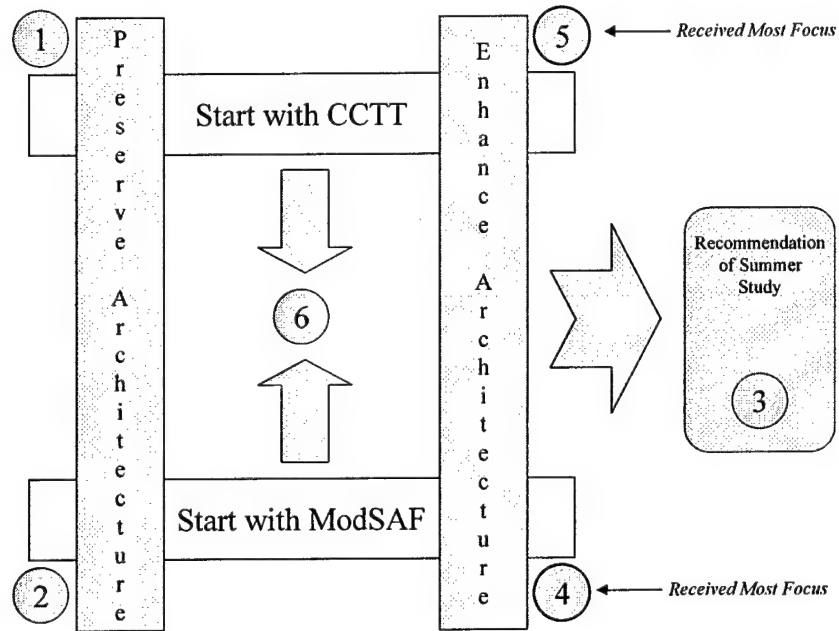 1
Preserve Architecture
5
Received Most Focus
Enhance Architecture
Start with CCTT
Recommendation
of Summer
Study
6
3
Start with ModSAF
2
4
Received Most Focus